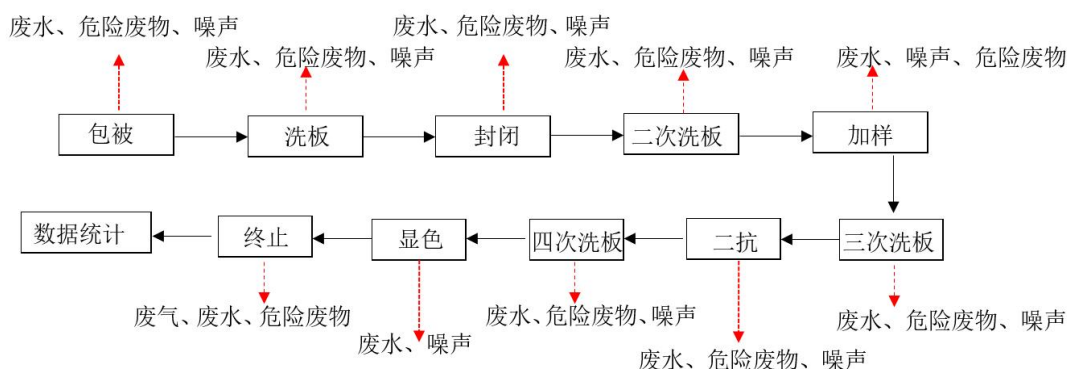 废水、危险废物、噪声
废水、危险废物、噪声
废水、危险废物、噪声
废水、危险废物、噪声
废水、噪声、危险废物
包被
洗板
封闭
二次洗板
加样
数据统计
终止
显色
四次洗板
二抗
三次洗板
废气、废水、危险废物
废水、噪声
废水、危险废物、噪声
废水、危险废物、噪声
废水、危险废物、噪声